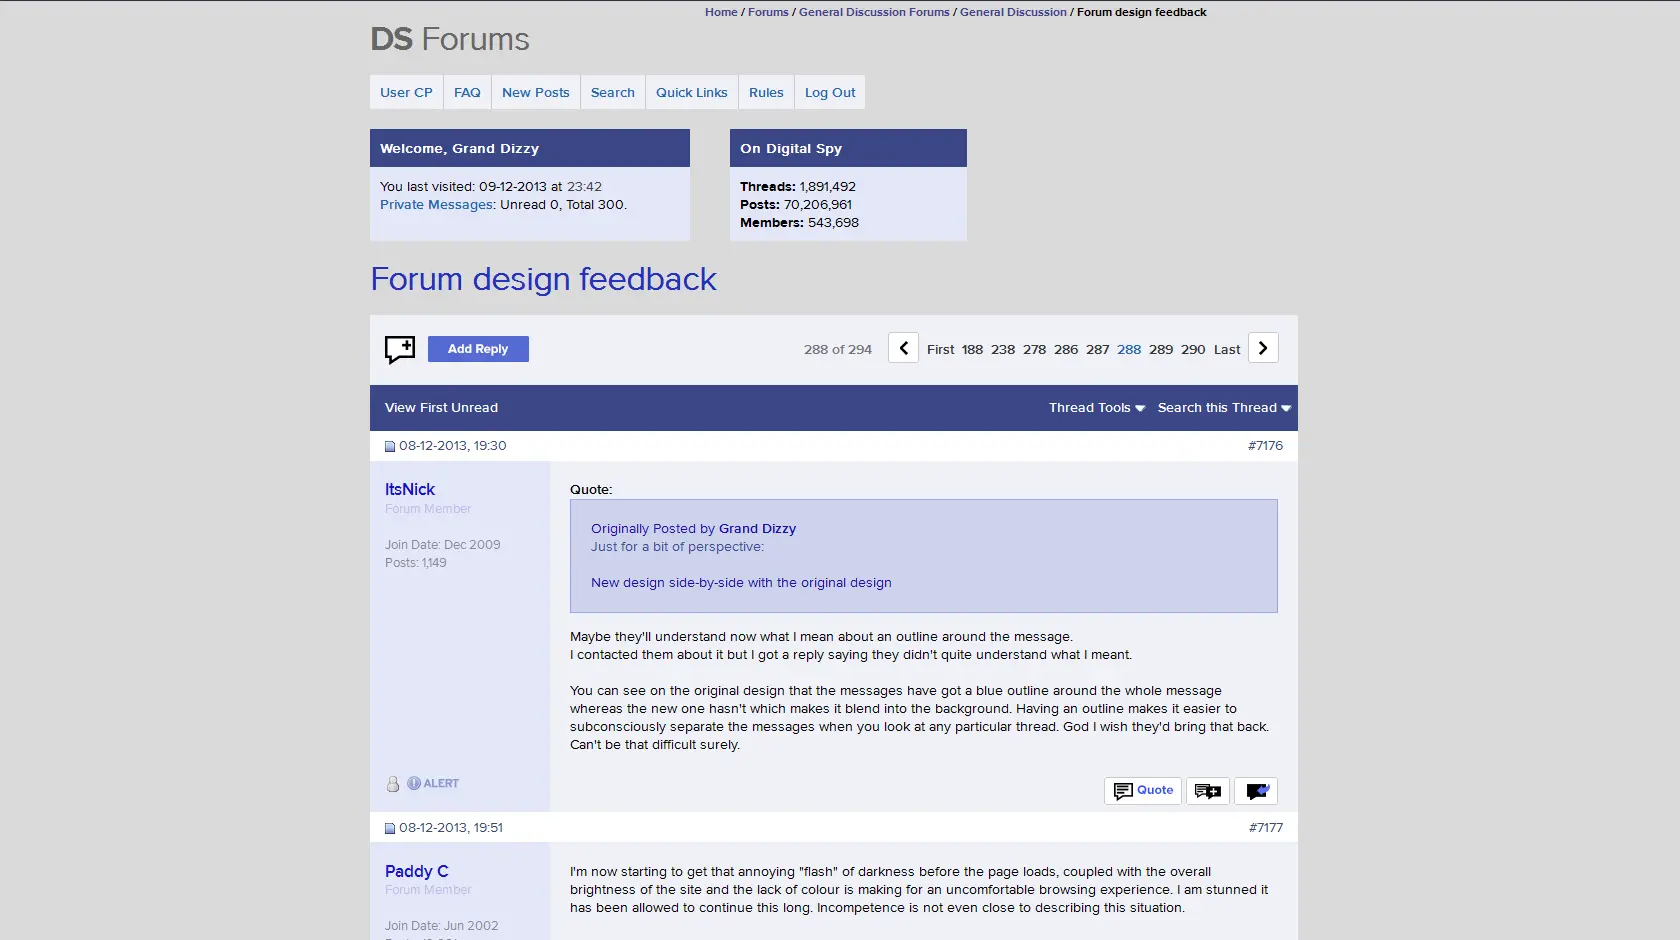 Home / Forums / General Discussion Forums / General Discussion / Forum design feedback
DS Forums
User CP FAQ New Posts Search Quick Links Rules Log Out
Welcome, Grand Dizzy
You last visited: 09-12-2013 at 23:42
Private Messages: Unread 0, Total 300.
On Digital Spy
Threads: 1,891,492
Posts: 70,206,961
Members: 543,698
Forum design feedback
Add Reply
288 of 294 First 188 238 278 286 287 288 289 290 Last
View First Unread Thread Tools Search this Thread
08-12-2013, 19:30 #7176
ItsNick
Forum Member
Join Date: Dec 2009
Posts: 1,149
Quote:
Originally Posted by Grand Dizzy
Just for a bit of perspective:
New design side-by-side with the original design
Maybe they'll understand now what I mean about an outline around the message.
I contacted them about it but I got a reply saying they didn't quite understand what I meant.
You can see on the original design that the messages have got a blue outline around the whole message
whereas the new one hasn't which makes it blend into the background. Having an outline makes it easier to
subconsciously separate the messages when you look at any particular thread. God I wish they'd bring that back.
Can't be that difficult surely.
ALERT
Quote
08-12-2013, 19:51 #7177
Paddy C
Forum Member
Join Date: Jun 2002
I'm now starting to get that annoying "flash" of darkness before the page loads, coupled with the overall
brightness of the site and the lack of colour is making for an uncomfortable browsing experience. I am stunned it
has been allowed to continue this long. Incompetence is not even close to describing this situation.